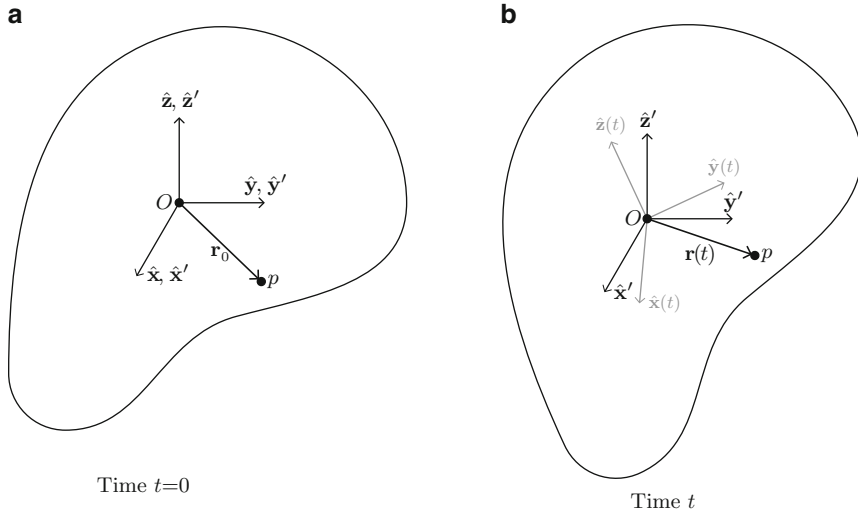 a
ẑ, ẑ′
ŷ, ŷ′
O
r₀
x̂, x̂′
p
Time t=0
b
ẑ′
ẑ(t)
ŷ(t)
ŷ′
O
r(t)
p
x̂′
x̂(t)
Time t